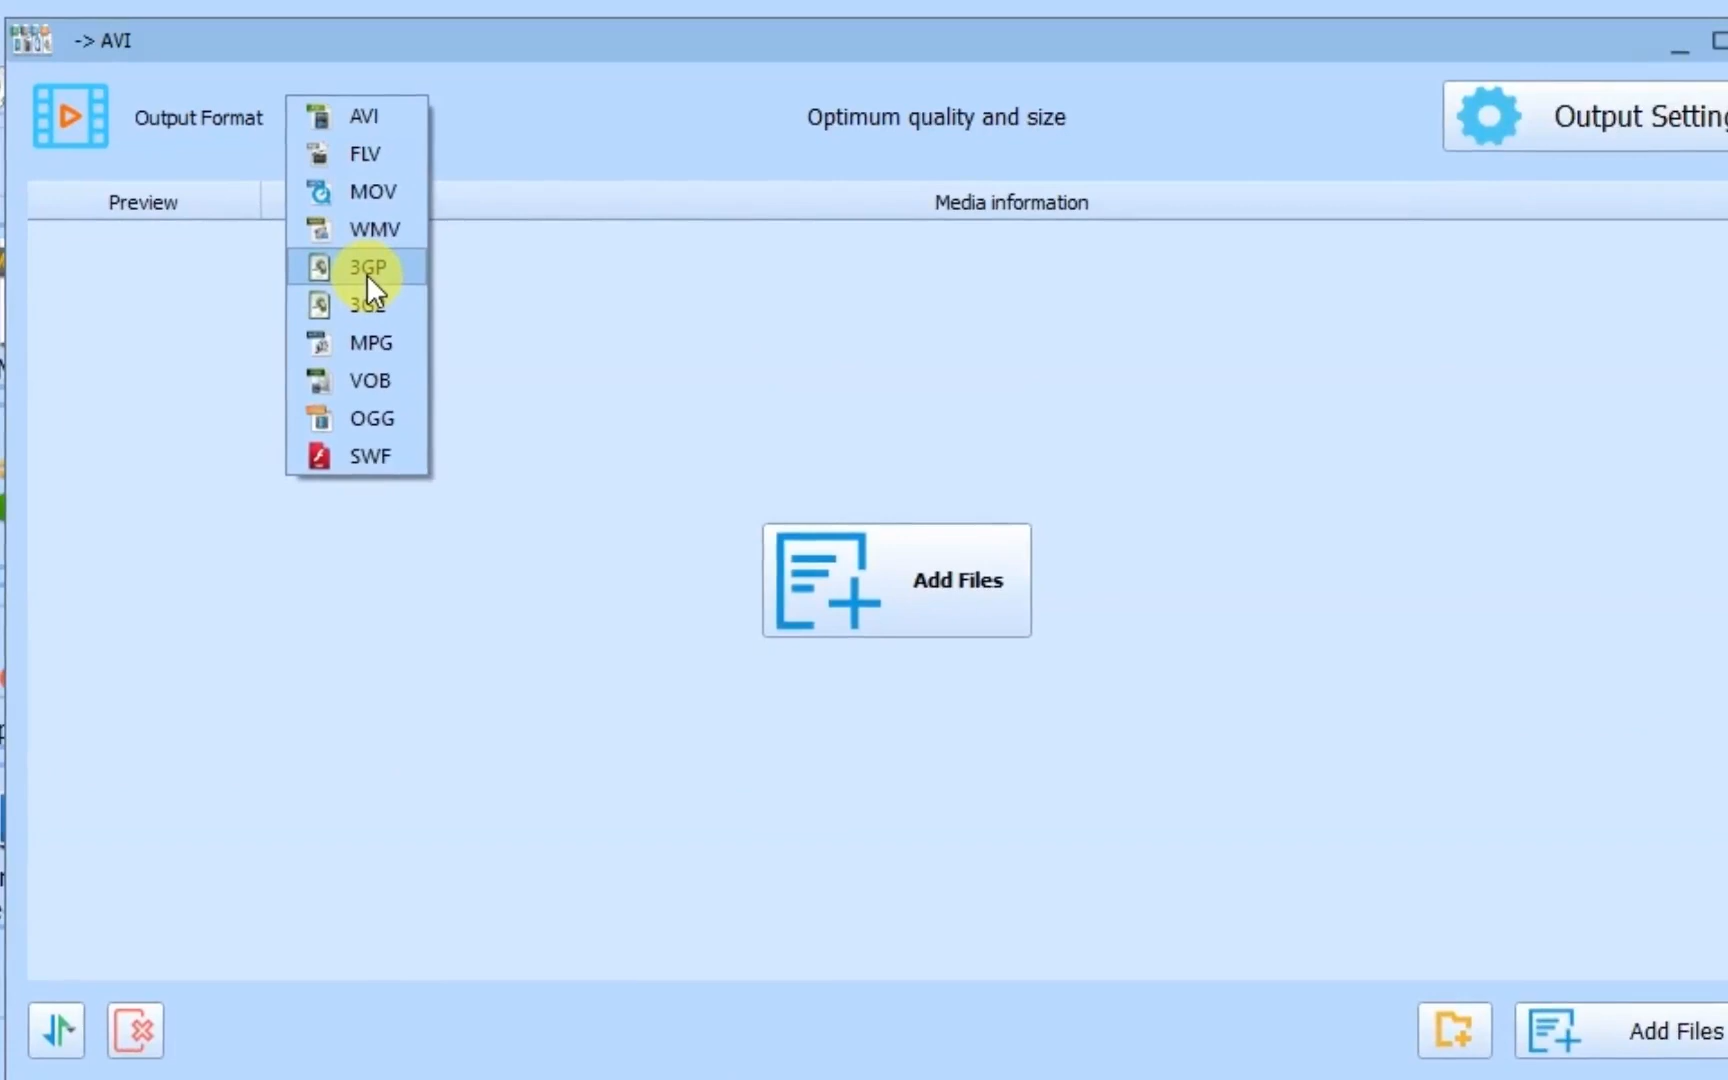 -> AVI
Output Format
AVI
Optimum quality and size
Output Setting
FLV
MOV
Preview
Media information
WMV
3GP
MPG
VOB
OGG
SWF
Add Files
Add Files